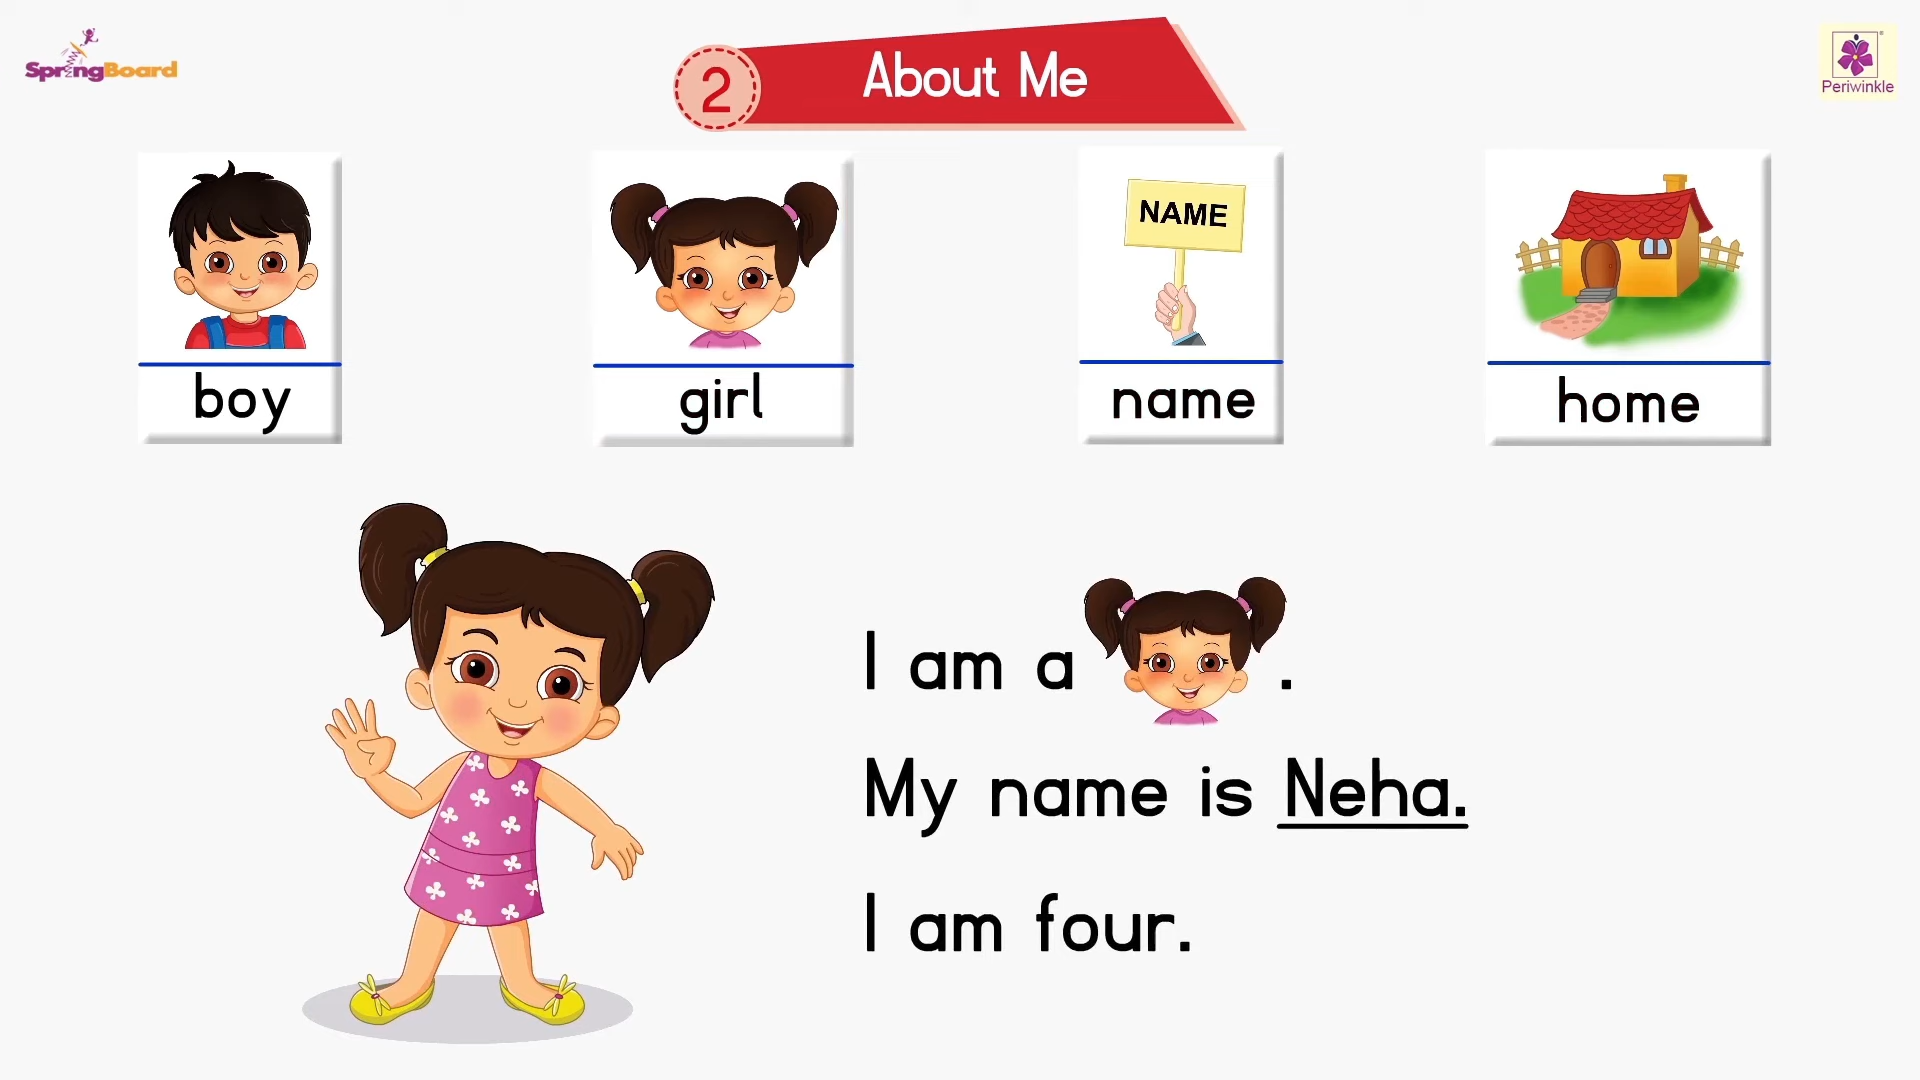 SpringBoard
2
About Me
Periwinkle
NAME
boy
girl
name
home
I am a .
My name is Neha.
I am four.